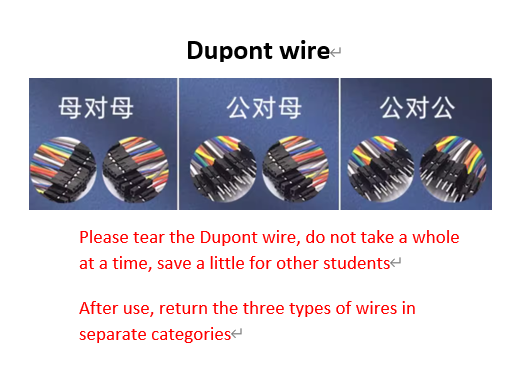 Dupont wire
母对母
公对母
公对公
Please tear the Dupont wire, do not take a whole
at a time, save a little for other students
After use, return the three types of wires in
separate categories